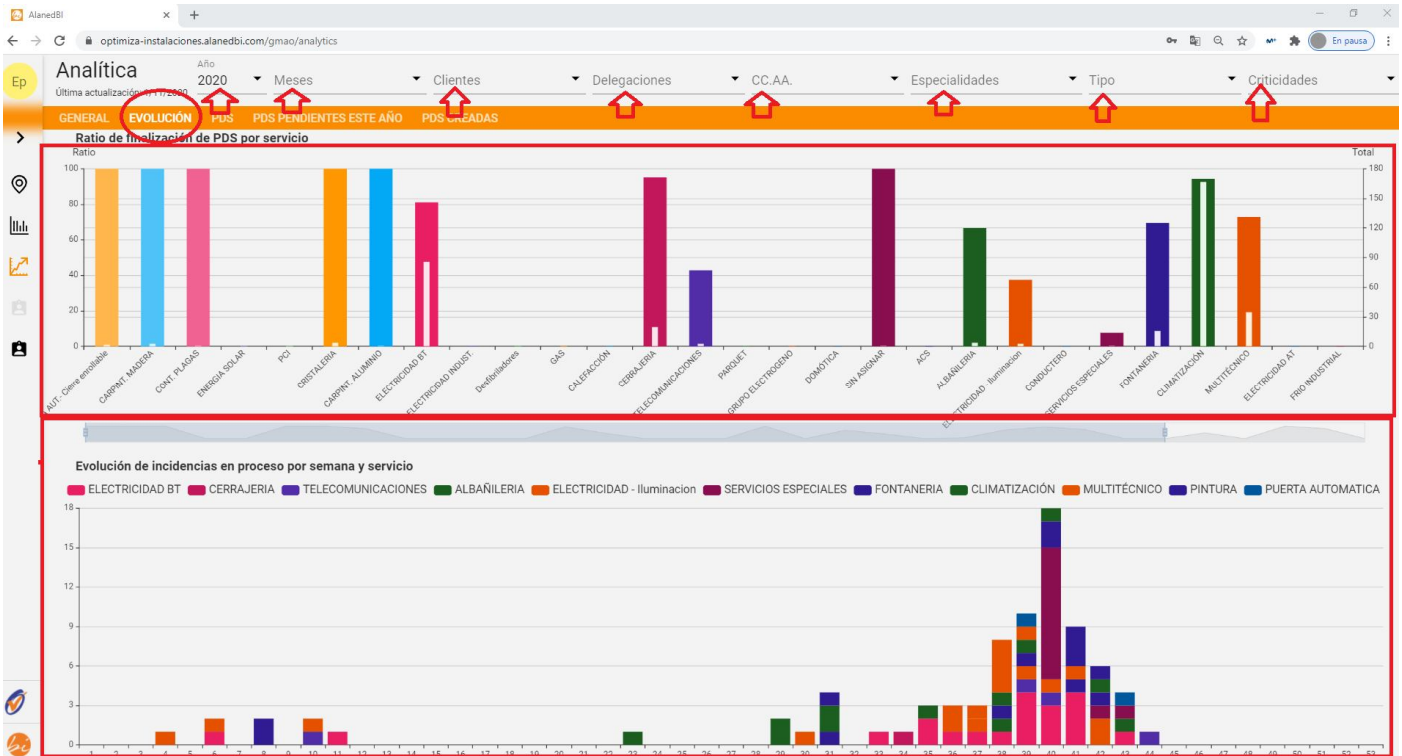 AlanedBI
optimiza-instalaciones.alanedbi.com/gmao/analytics
En pausa
Ep
Analítica
Última actualización: 9/11/2020
Año
2020
Meses
Clientes
Delegaciones
CC.AA.
Especialidades
Tipo
Criticidades
GENERAL EVOLUCIÓN PDS PDS PENDIENTES ESTE AÑO PDS CREADAS
Ratio de finalización de PDS por servicio
Ratio
Total
100
80
60
40
20
0
180
150
120
90
60
30
0
AUT.- Cierre enrollable
CARPINT. MADERA
CONT. PLAGAS
ENERGIA SOLAR
PCI
CRISTALERIA
CARPINT. ALUMINIO
ELECTRICIDAD BT
ELECTRICIDAD INDUST.
Desfibriladores
GAS
CALEFACCIÓN
CERRAJERIA
TELECOMUNICACIONES
PARQUET
GRUPO ELECTROGENO
DOMÓTICA
SIN ASIGNAR
ACS
ALBAÑILERIA
ELECTRICIDAD - Iluminacion
CONDUCTERO
SERVICIOS ESPECIALES
FONTANERIA
CLIMATIZACIÓN
MULTITÉCNICO
ELECTRICIDAD AT
FRIO INDUSTRIAL
Evolución de incidencias en proceso por semana y servicio
ELECTRICIDAD BT CERRAJERIA TELECOMUNICACIONES ALBAÑILERIA ELECTRICIDAD - Iluminacion SERVICIOS ESPECIALES FONTANERIA CLIMATIZACIÓN MULTITÉCNICO PINTURA PUERTA AUTOMATICA
18
15
12
9
6
3
0
1 2 3 4 5 6 7 8 9 10 11 12 13 14 15 16 17 18 19 20 21 22 23 24 25 26 27 28 29 30 31 32 33 34 35 36 37 38 39 40 41 42 43 44 45 46 47 48 49 50 51 52 53
bi